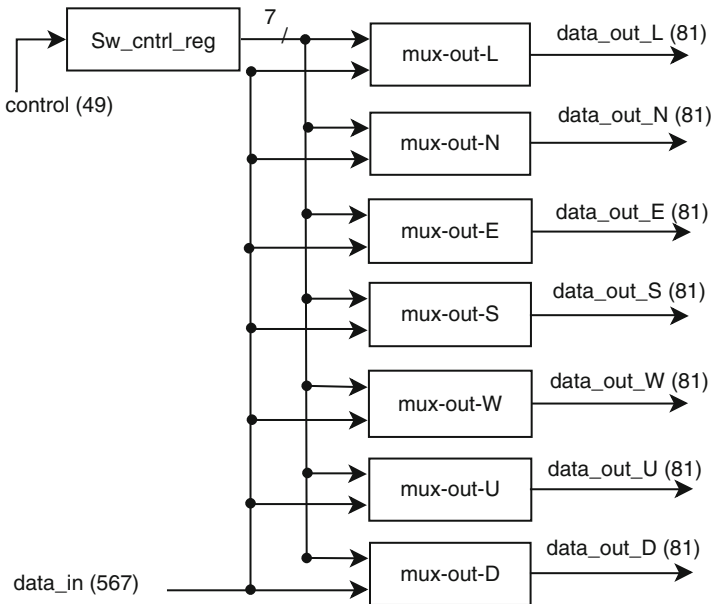 7
Sw_cntrl_reg
control (49)
mux-out-L
data_out_L (81)
mux-out-N
data_out_N (81)
mux-out-E
data_out_E (81)
mux-out-S
data_out_S (81)
mux-out-W
data_out_W (81)
mux-out-U
data_out_U (81)
mux-out-D
data_out_D (81)
data_in (567)